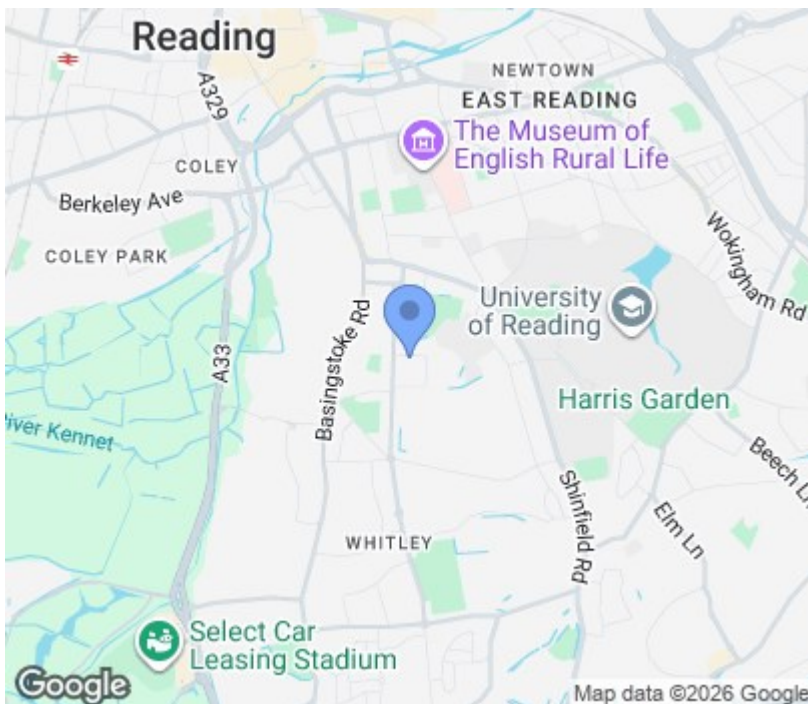 Reading
A329
NEWTOWN
EAST READING
The Museum of
English Rural Life
COLEY
Berkeley Ave
COLEY PARK
Wokingham Rd
University
of Reading
Basingstoke Rd
A33
Harris Garden
River Kennet
Beech Ln
Shinfield Rd
Elm Ln
WHITLEY
Select Car
Leasing Stadium
Google
Map data ©2026 Google